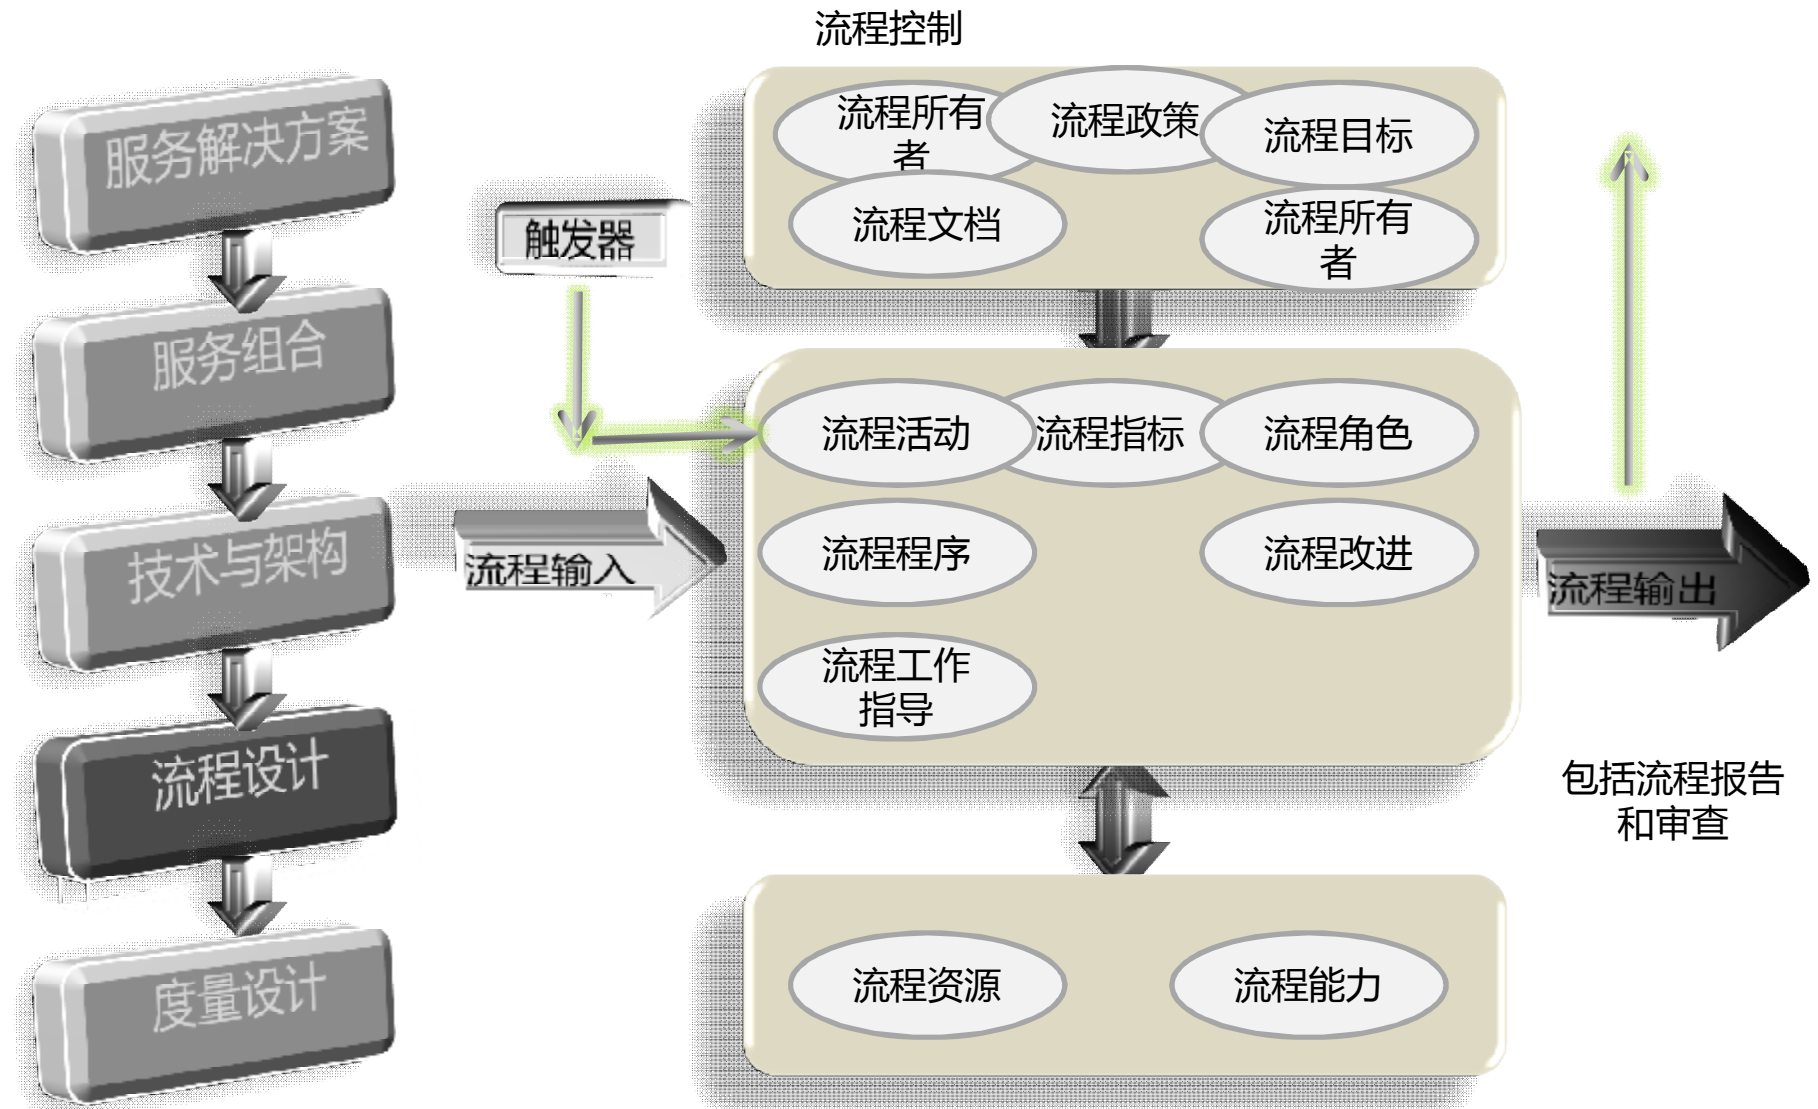 流程控制
服务解决方案
服务组合
技术与架构
流程设计
度量设计
触发器
流程输入
流程所有
者
流程政策
流程目标
流程文档
流程所有
者
流程活动
流程指标
流程角色
流程程序
流程改进
流程工作
指导
流程资源
流程能力
流程输出
包括流程报告
和审查